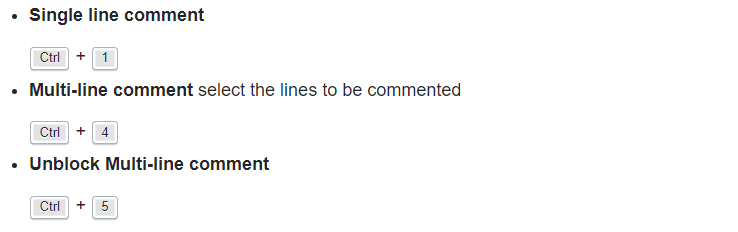 Single line comment
Ctrl + 1
Multi-line comment select the lines to be commented
Ctrl + 4
Unblock Multi-line comment
Ctrl + 5